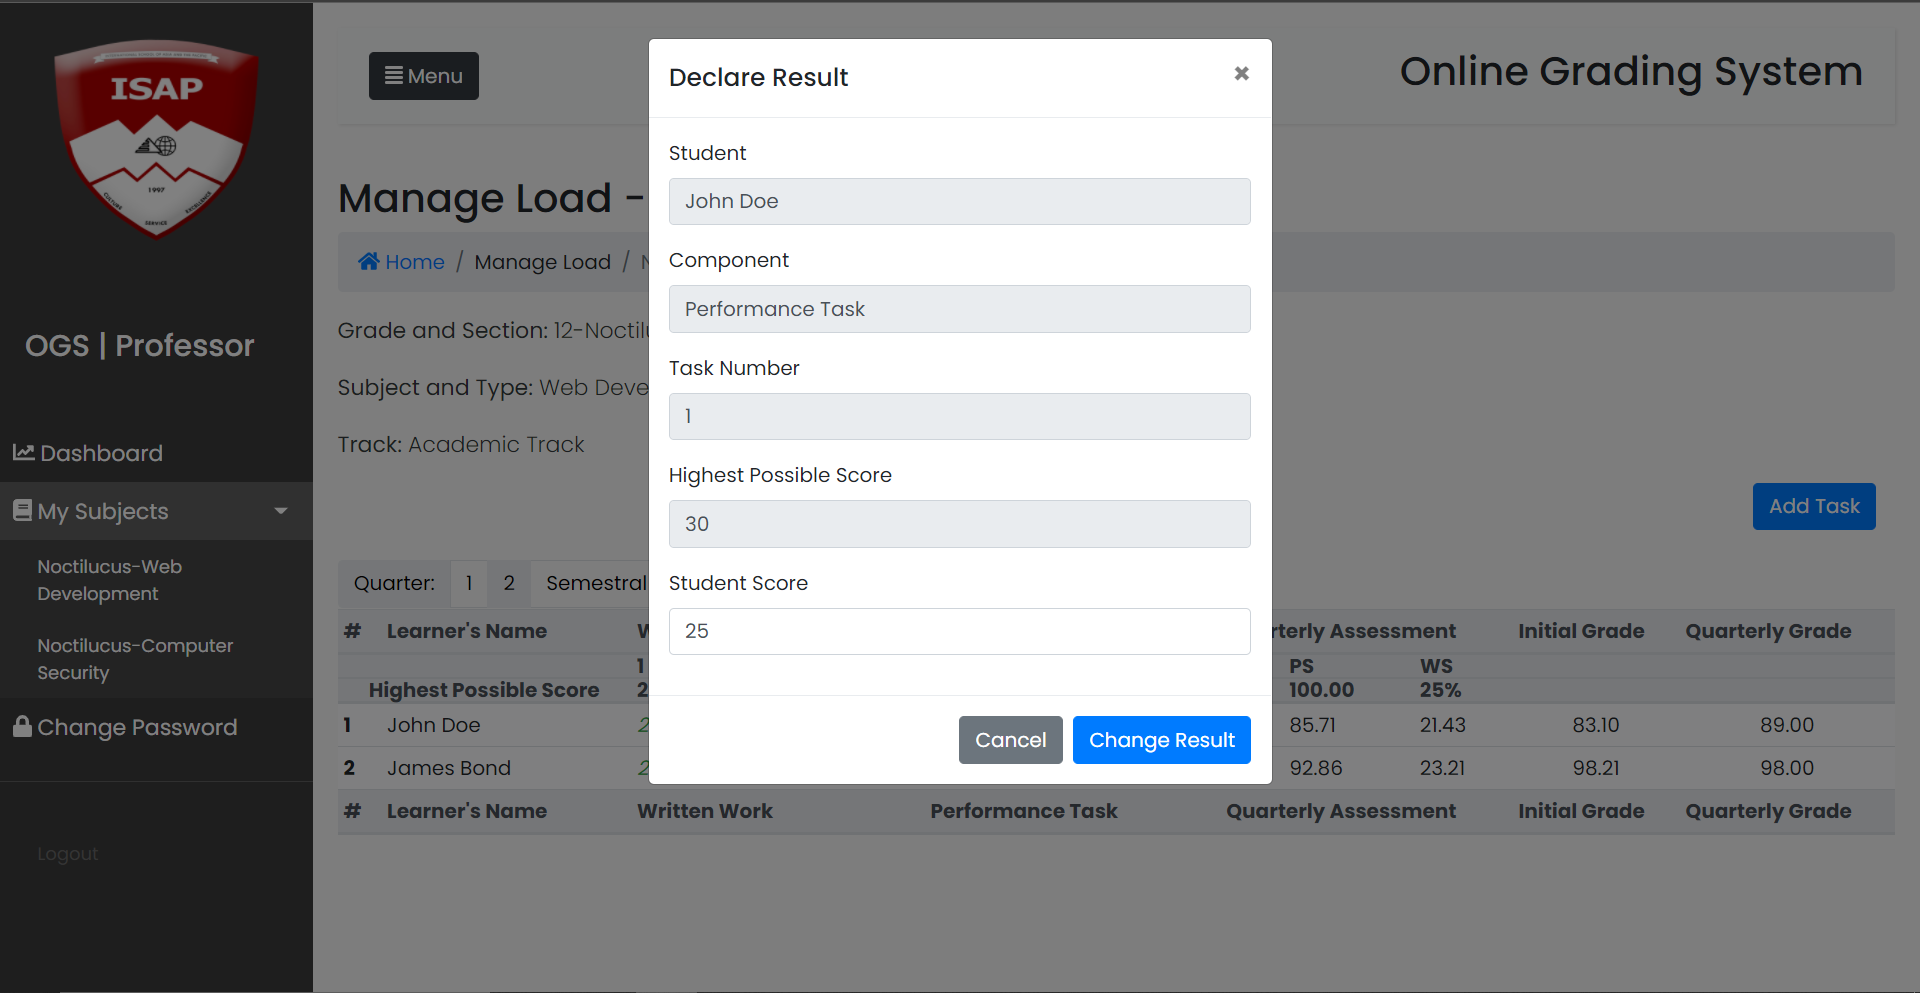 ISAP
1997
CULTURE
SERVICE
EXCELLENCE
OGS | Professor
Dashboard
My Subjects
Noctilucus-Web
Development
Noctilucus-Computer
Security
Change Password
Logout
Menu
Online Grading System
Manage Load -
Home / Manage Load / N
Grade and Section: 12-Noctilu
Subject and Type: Web Deve
Track: Academic Track
Add Task
Quarter: 1 2 Semestral
# Learner's Name W rterly Assessment Initial Grade Quarterly Grade
1 PS WS
Highest Possible Score 2 100.00 25%
1 John Doe 2 85.71 21.43 83.10 89.00
2 James Bond 2 92.86 23.21 98.21 98.00
# Learner's Name Written Work Performance Task Quarterly Assessment Initial Grade Quarterly Grade
Declare Result ×
Student
John Doe
Component
Performance Task
Task Number
1
Highest Possible Score
30
Student Score
25
Cancel Change Result